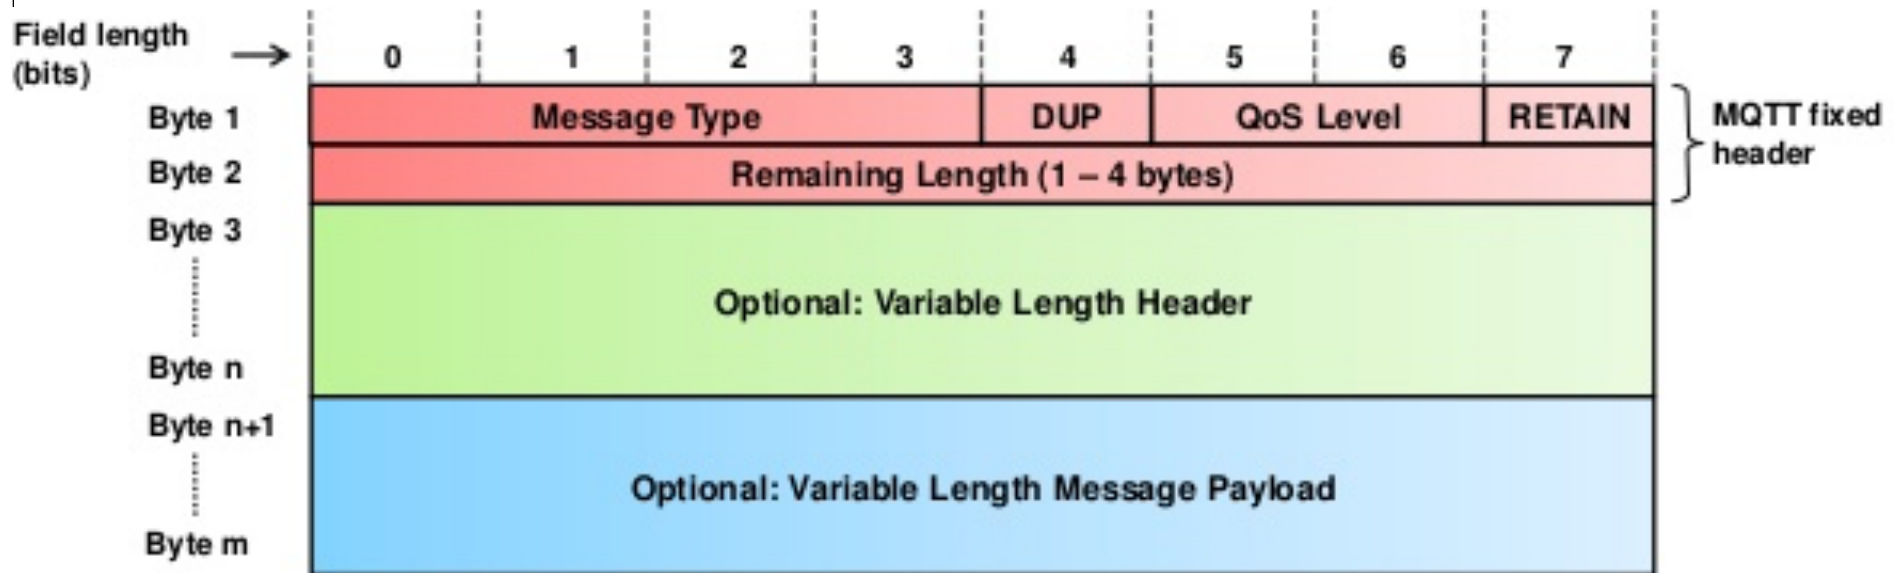 Field length
(bits)
0 1 2 3 4 5 6 7
Byte 1 Message Type DUP QoS Level RETAIN
MQTT fixed
header
Byte 2 Remaining Length (1 – 4 bytes)
Byte 3
Optional: Variable Length Header
Byte n
Byte n+1
Optional: Variable Length Message Payload
Byte m